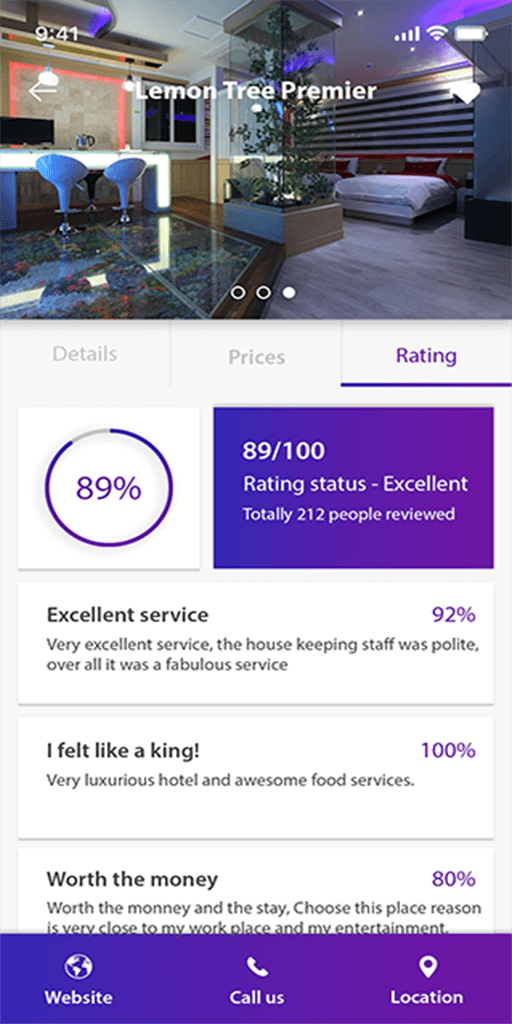 9:41
Lemon Tree Premier
Details
Prices
Rating
89%
89/100
Rating status - Excellent
Totally 212 people reviewed
Excellent service
92%
Very excellent service, the house keeping staff was polite,
over all it was a fabulous service
I felt like a king!
100%
Very luxurious hotel and awesome food services.
Worth the money
80%
Worth the monney and the stay, Choose this place reason
is very close to my work place and my entertainment.
Website
Call us
Location